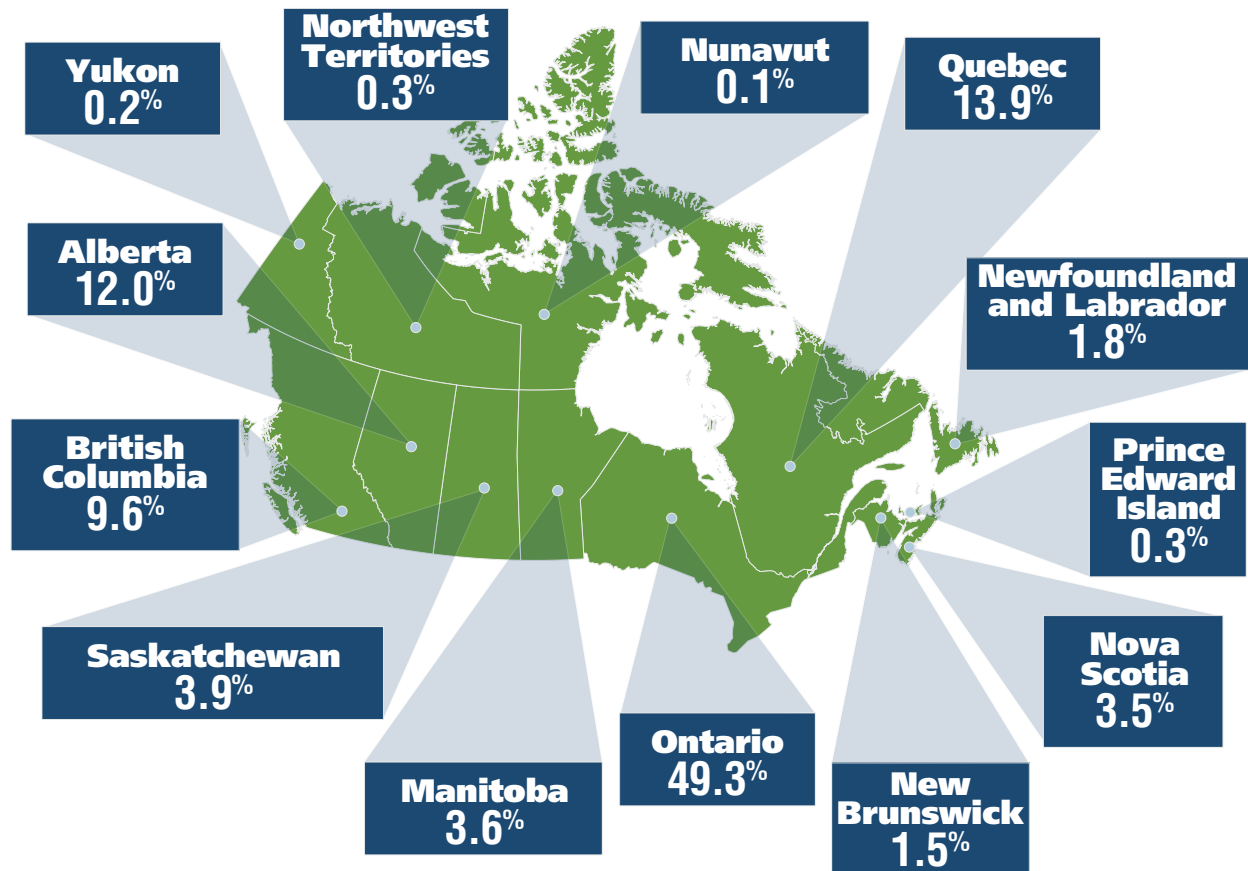 Northwest
Territories
0.3%
Yukon
0.2%
Nunavut
0.1%
Quebec
13.9%
Alberta
12.0%
Newfoundland
and Labrador
1.8%
British
Columbia
9.6%
Prince
Edward
Island
0.3%
Saskatchewan
3.9%
Nova
Scotia
3.5%
Ontario
49.3%
Manitoba
3.6%
New
Brunswick
1.5%